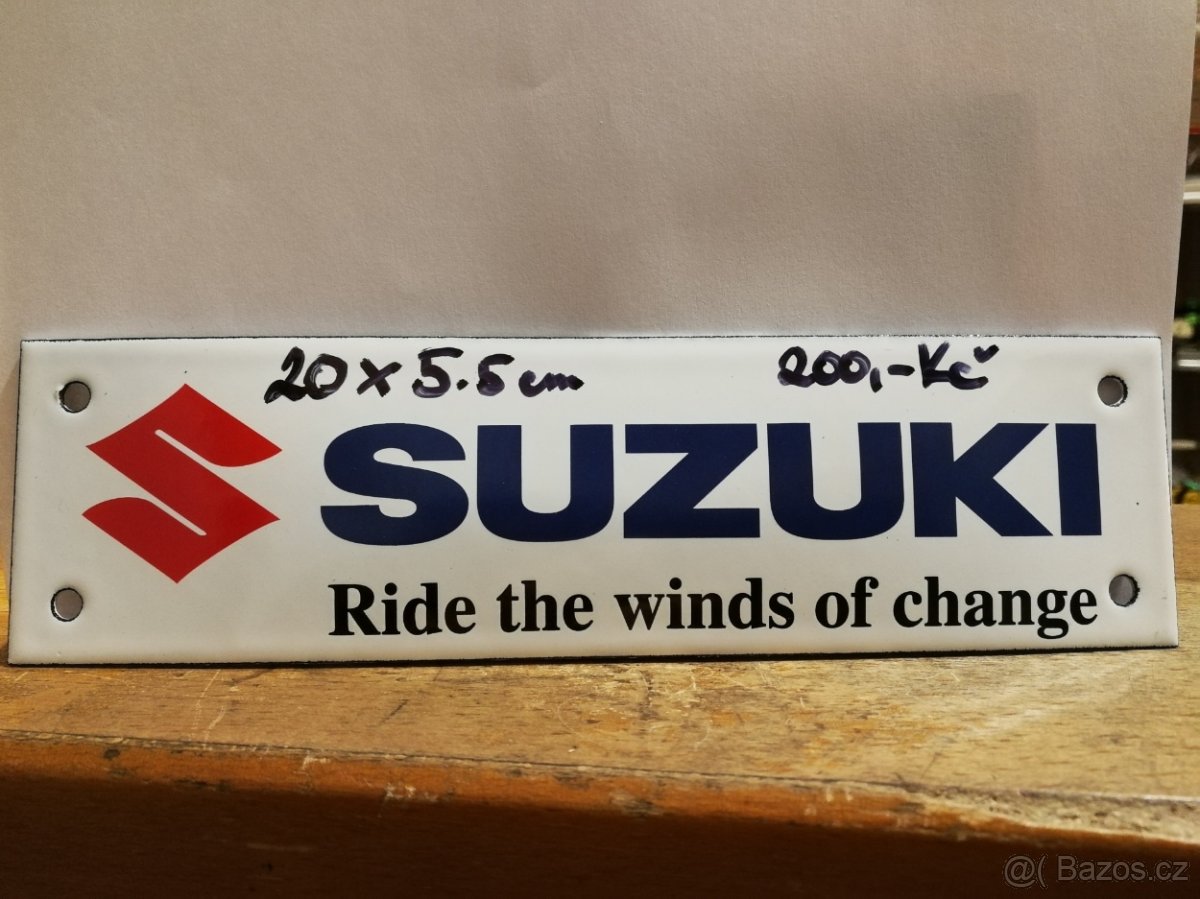 20 x 5.5 cm 200,-Kč
SUZUKI
Ride the winds of change
@( Bazos.cz